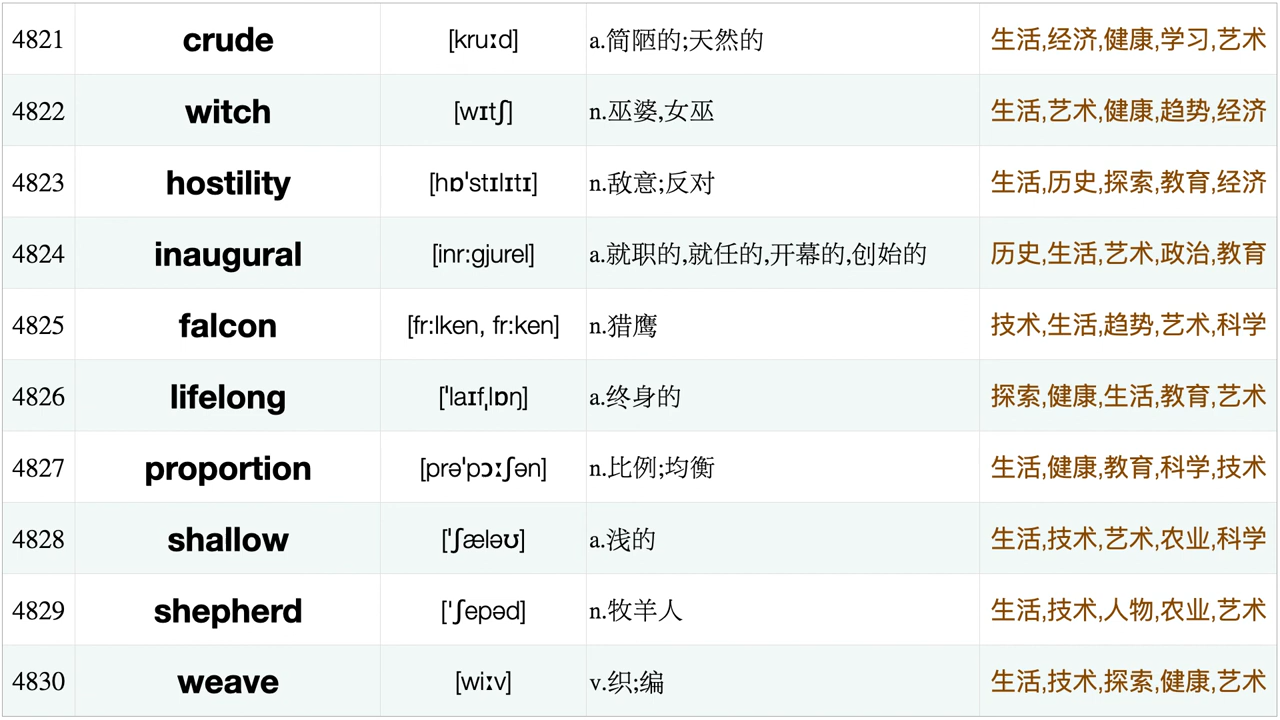 4821 crude [kruːd] a.简陋的;天然的 生活,经济,健康,学习,艺术
4822 witch [wɪtʃ] n.巫婆,女巫 生活,艺术,健康,趋势,经济
4823 hostility [hɒˈstɪlɪtɪ] n.敌意;反对 生活,历史,探索,教育,经济
4824 inaugural [inr:gjurel] a.就职的,就任的,开幕的,创始的 历史,生活,艺术,政治,教育
4825 falcon [fr:lken, fr:ken] n.猎鹰 技术,生活,趋势,艺术,科学
4826 lifelong [ˈlaɪfˌlɒŋ] a.终身的 探索,健康,生活,教育,艺术
4827 proportion [prəˈpɔːʃən] n.比例;均衡 生活,健康,教育,科学,技术
4828 shallow [ˈʃæləʊ] a.浅的 生活,技术,艺术,农业,科学
4829 shepherd [ˈʃepəd] n.牧羊人 生活,技术,人物,农业,艺术
4830 weave [wiːv] v.织;编 生活,技术,探索,健康,艺术